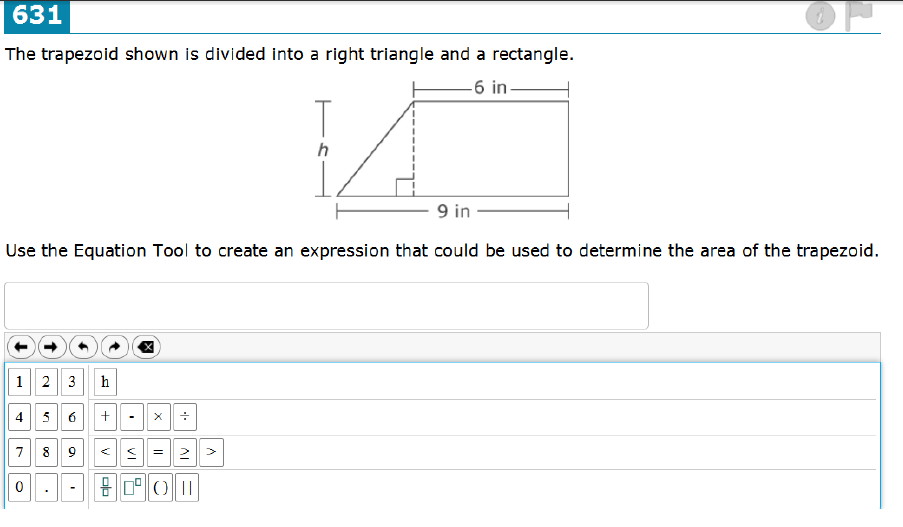 631
i
The trapezoid shown is divided into a right triangle and a rectangle.
6 in
h
9 in
Use the Equation Tool to create an expression that could be used to determine the area of the trapezoid.
1 2 3 h
4 5 6 + - × ÷
7 8 9 < ≤ = ≥ >
0 . - ( ) | |